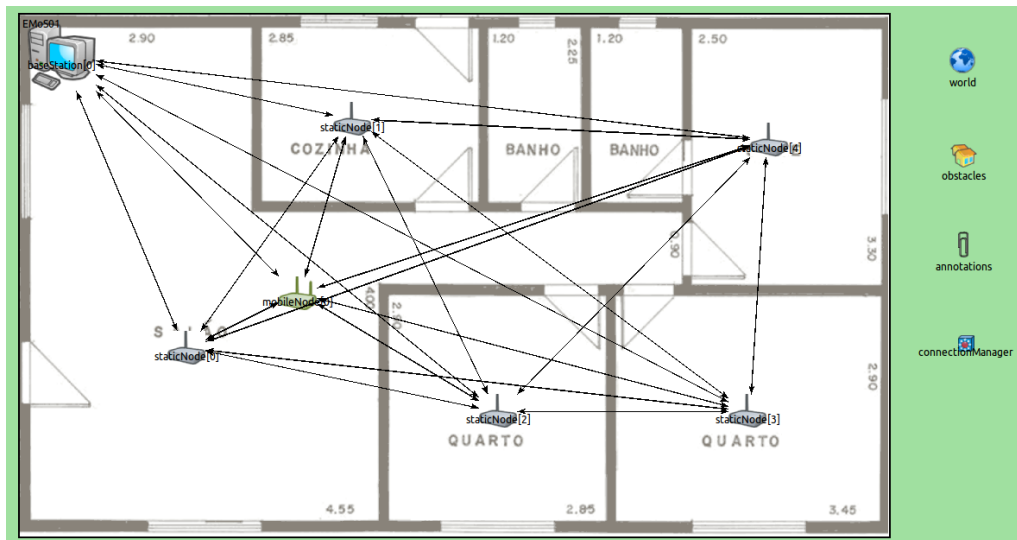 EMo501
2.90
2.85
1.20
2.25
1.20
2.50
baseStation[0]
world
staticNode[1]
COZINHA
BANHO
BANHO
staticNode[4]
obstacles
0.90
3.30
annotations
mobileNode[0]
400
2.90
staticNode[0]
connectionManager
2.90
staticNode[2]
staticNode[3]
QUARTO
QUARTO
4.55
2.85
3.45